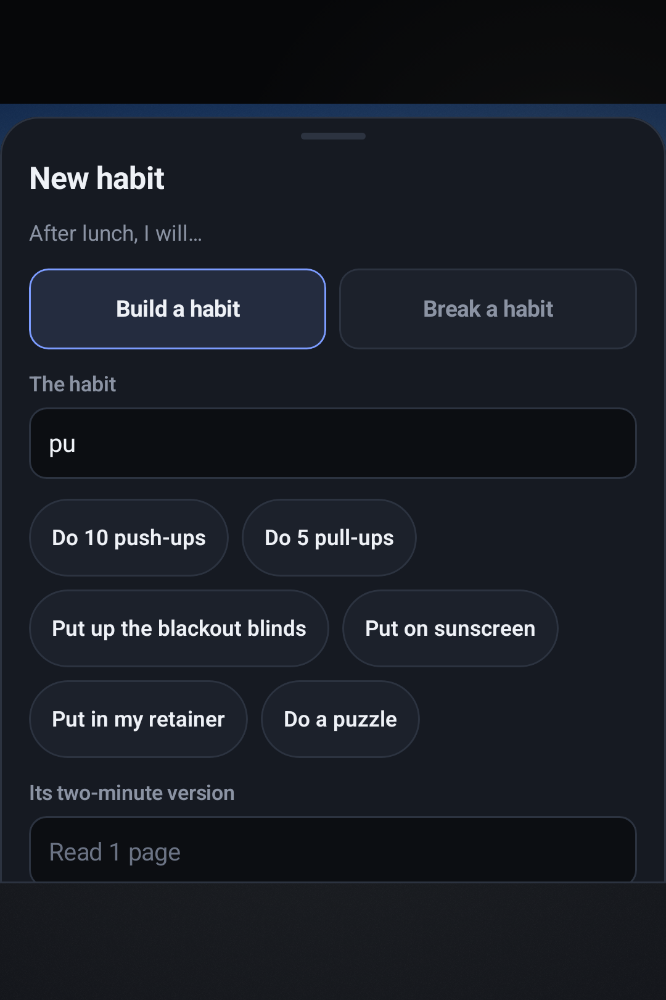 New habit
After lunch, I will…
Build a habit
Break a habit
The habit
pu
Do 10 push-ups
Do 5 pull-ups
Put up the blackout blinds
Put on sunscreen
Put in my retainer
Do a puzzle
Its two-minute version
Read 1 page